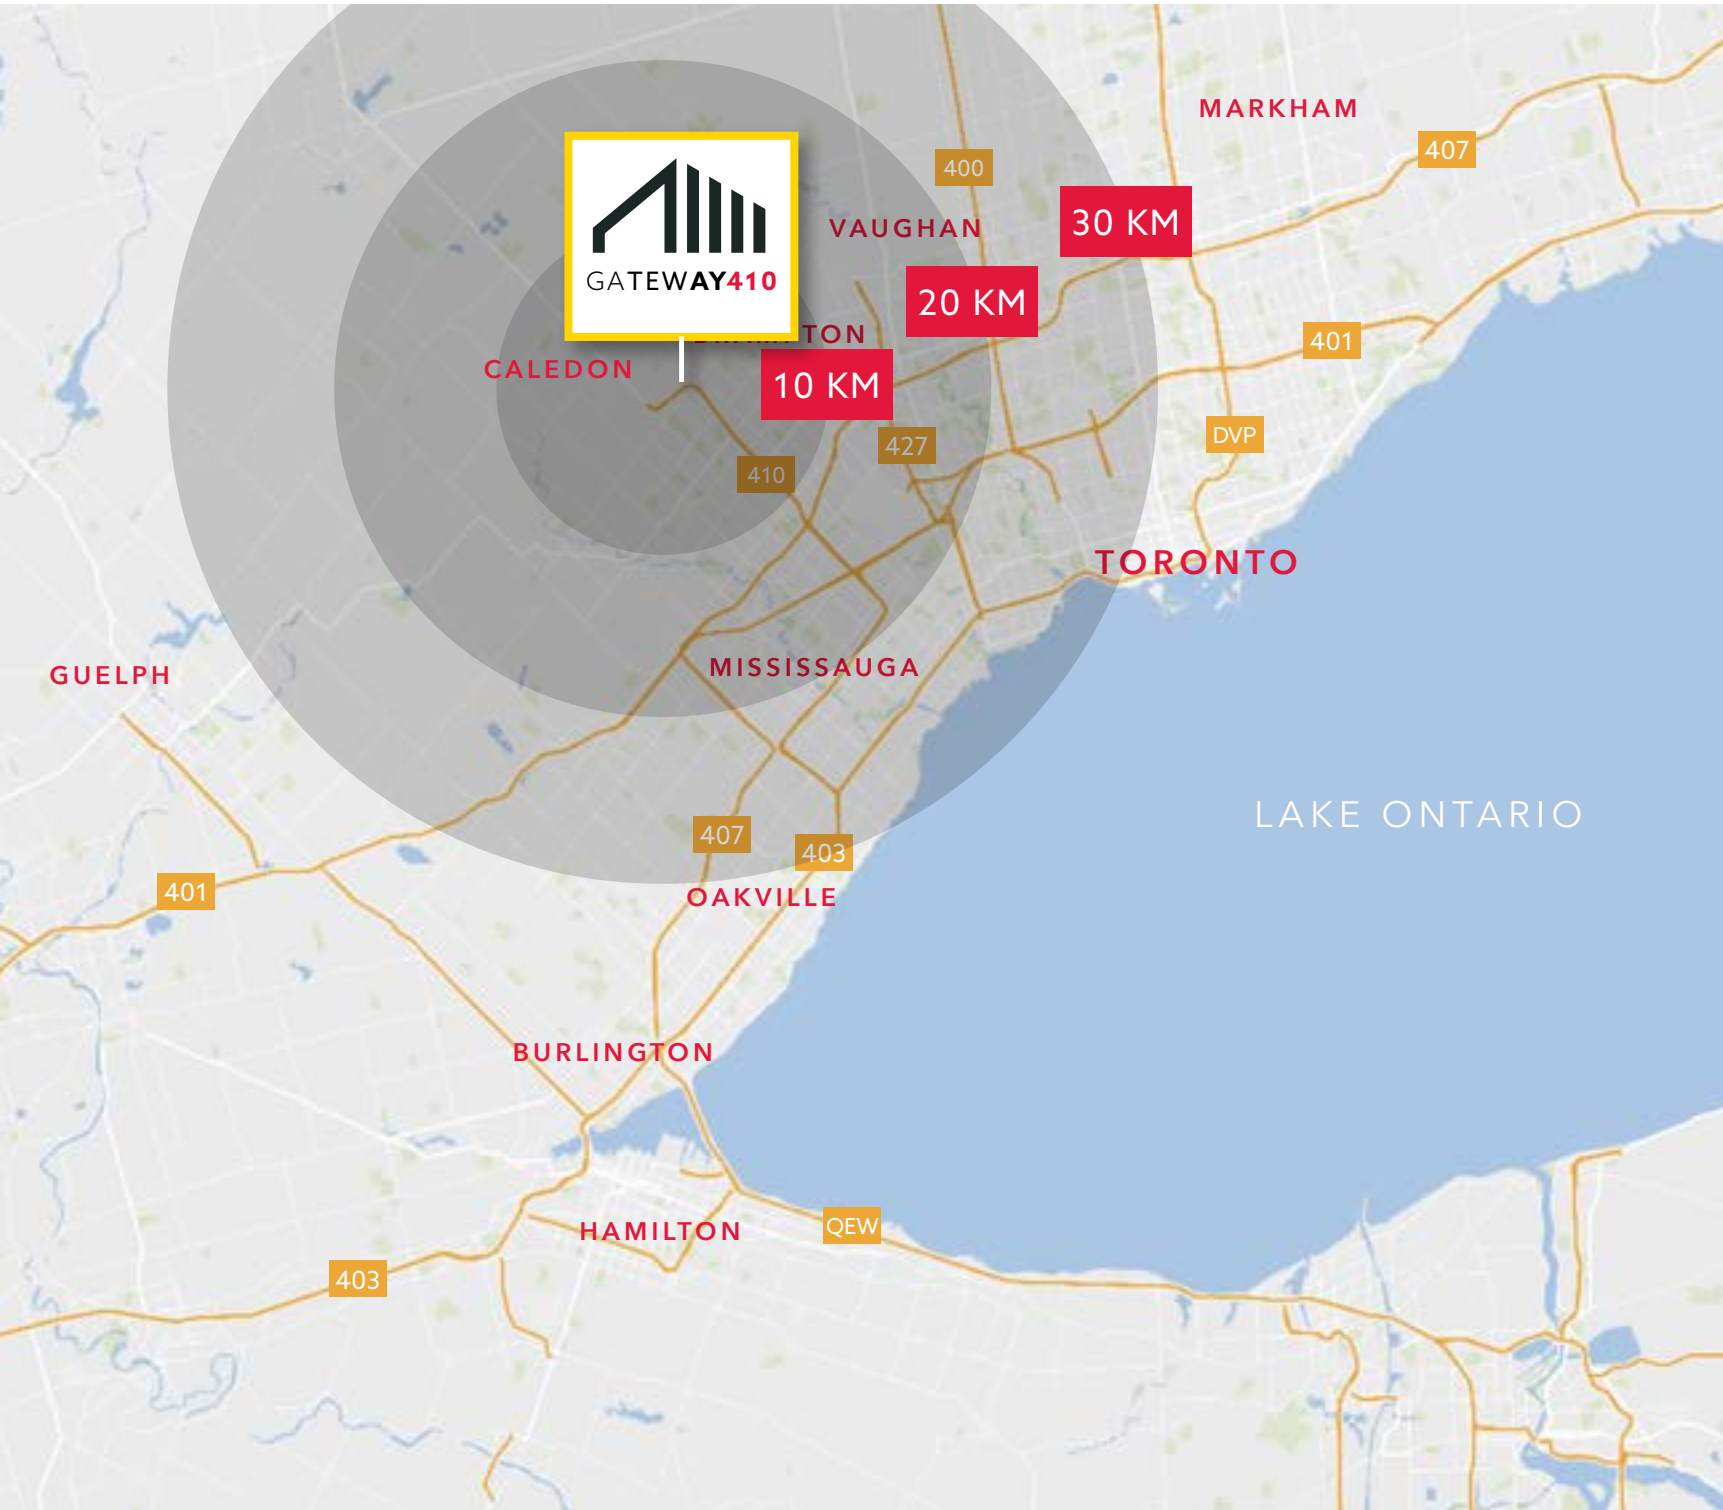 MARKHAM
407
400
30 KM
VAUGHAN
GATEWAY410
20 KM
TON
401
CALEDON
10 KM
DVP
427
410
TORONTO
MISSISSAUGA
GUELPH
LAKE ONTARIO
407
403
401
OAKVILLE
BURLINGTON
QEW
HAMILTON
403